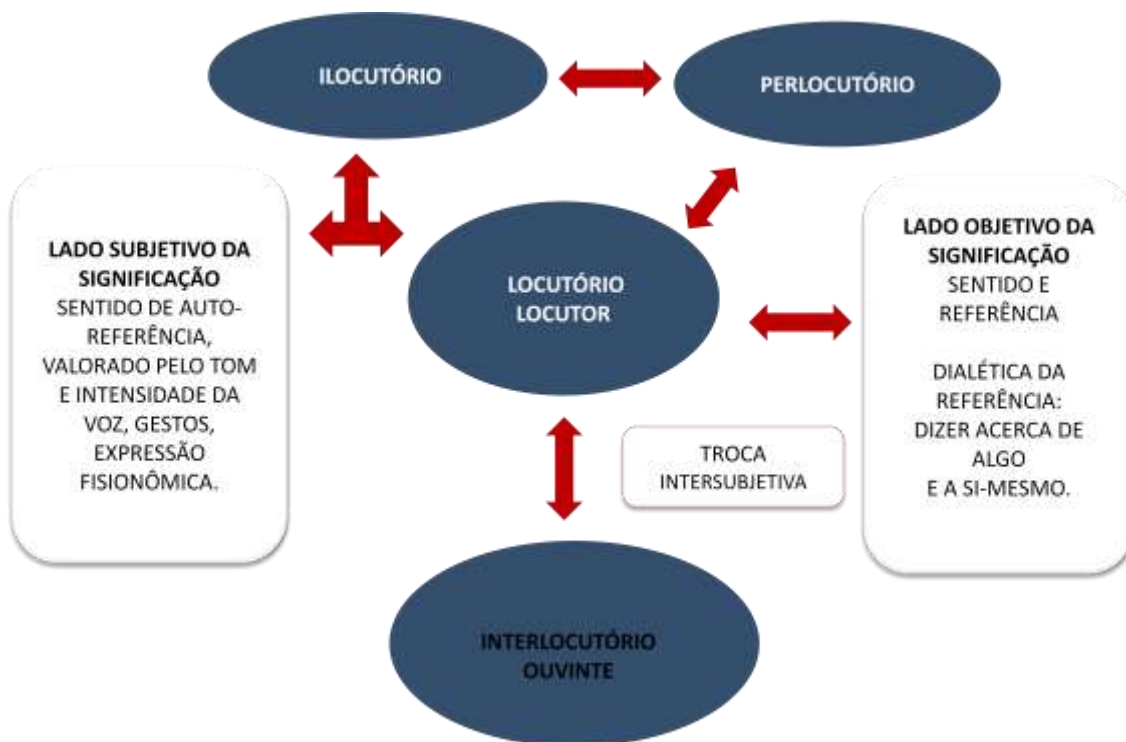 ILOCUTÓRIO
PERLOCUTÓRIO
LADO SUBJETIVO DA
SIGNIFICAÇÃO
SENTIDO DE AUTO-
REFERÊNCIA,
VALORADO PELO TOM
E INTENSIDADE DA
VOZ, GESTOS,
EXPRESSÃO
FISIONÔMICA.
LOCUTÓRIO
LOCUTOR
LADO OBJETIVO DA
SIGNIFICAÇÃO
SENTIDO E
REFERÊNCIA
DIALÉTICA DA
REFERÊNCIA:
DIZER ACERCA DE
ALGO
E A SI-MESMO.
TROCA
INTERSUBJETIVA
INTERLOCUTÓRIO
OUVINTE